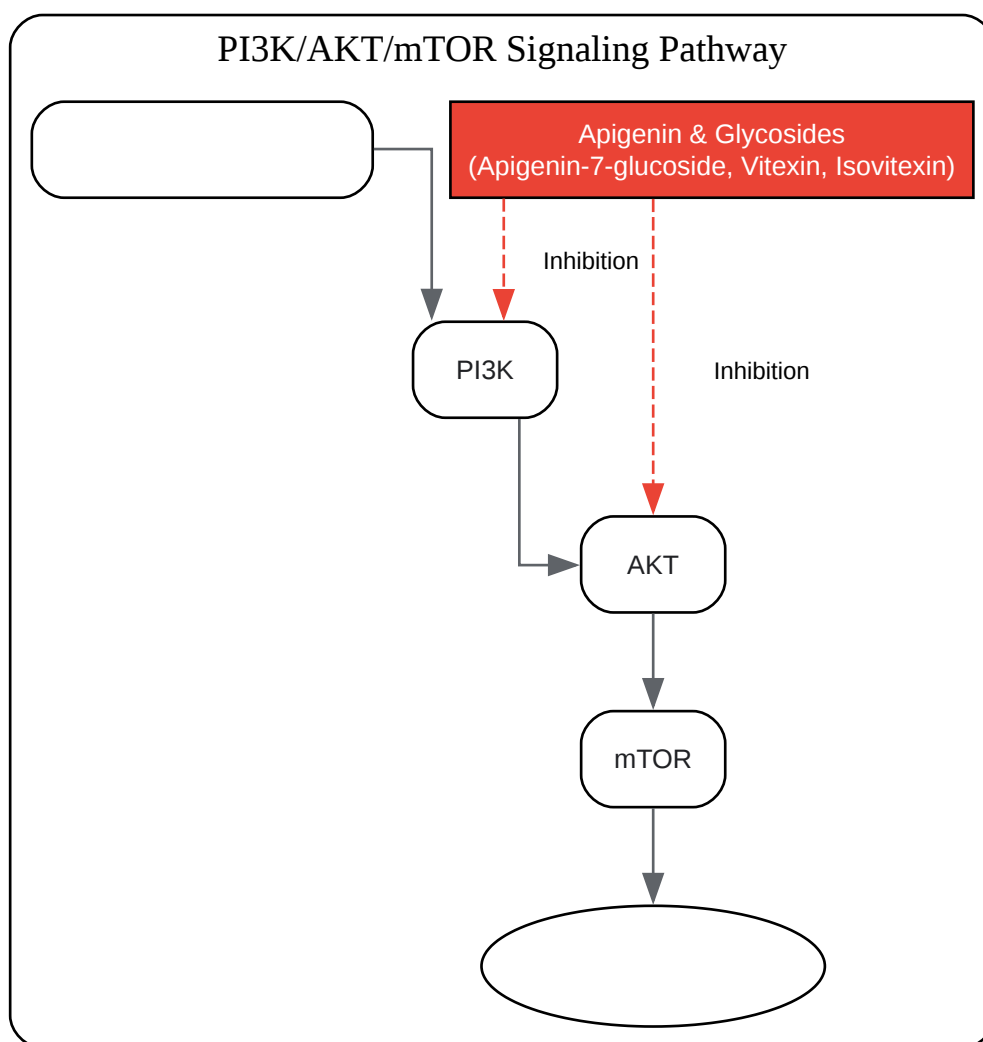 PI3K/AKT/mTOR Signaling Pathway
Apigenin & Glycosides
(Apigenin-7-glucoside, Vitexin, Isovitexin)
Inhibition
PI3K
Inhibition
AKT
mTOR